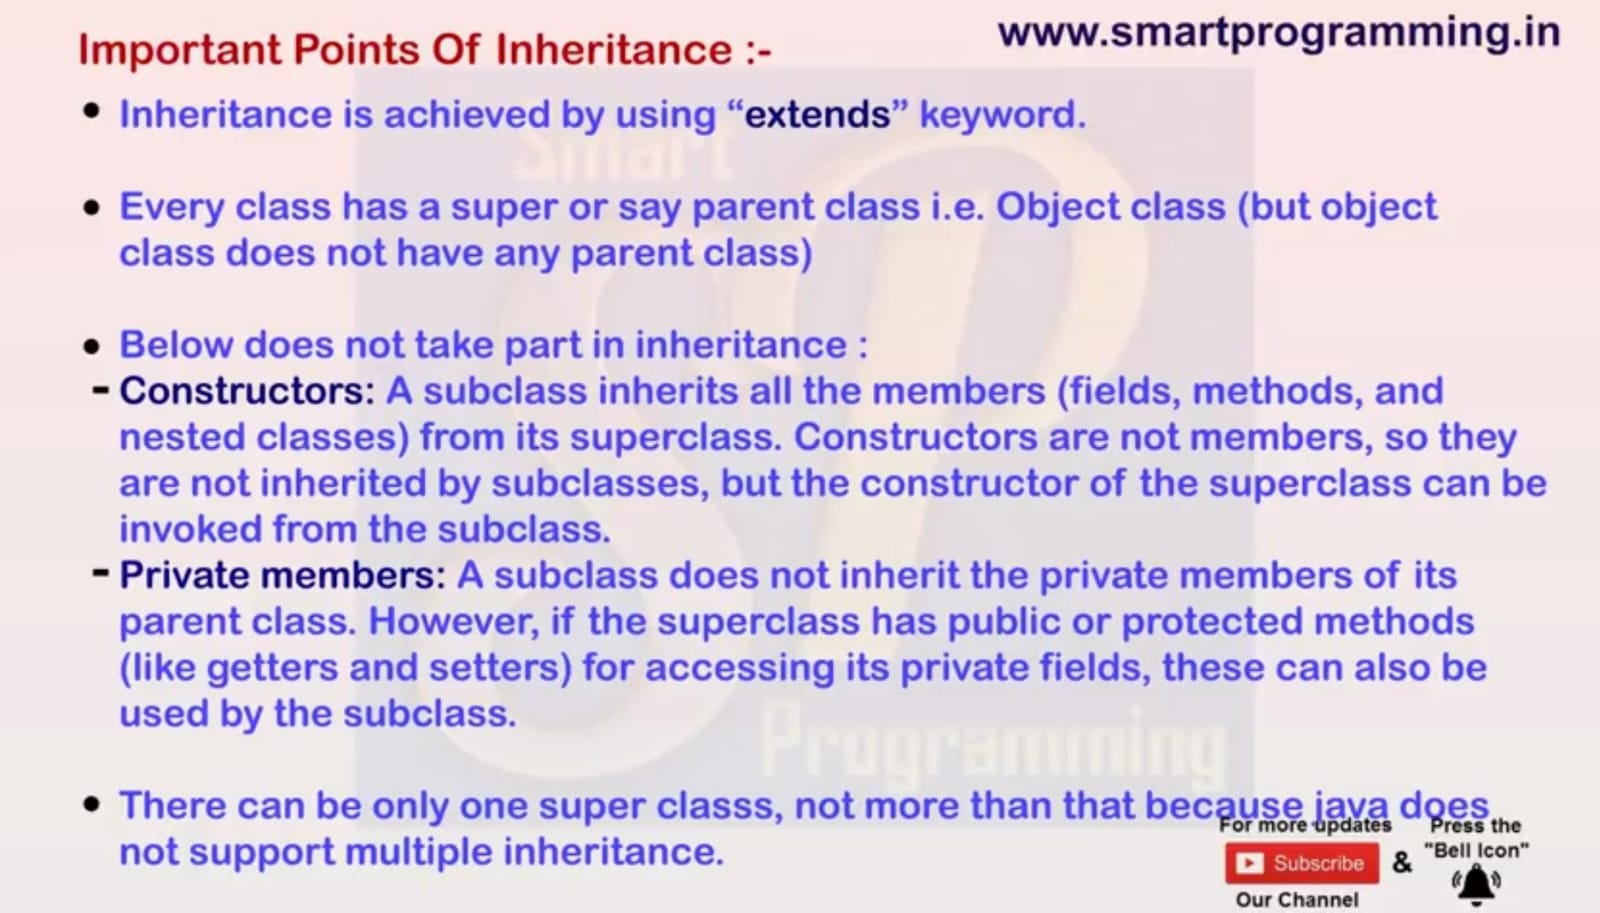 www.smartprogramming.in
Important Points Of Inheritance :-
• Inheritance is achieved by using “extends” keyword.
• Every class has a super or say parent class i.e. Object class (but object
class does not have any parent class)
• Below does not take part in inheritance :
- Constructors: A subclass inherits all the members (fields, methods, and
nested classes) from its superclass. Constructors are not members, so they
are not inherited by subclasses, but the constructor of the superclass can be
invoked from the subclass.
- Private members: A subclass does not inherit the private members of its
parent class. However, if the superclass has public or protected methods
(like getters and setters) for accessing its private fields, these can also be
used by the subclass.
• There can be only one super classs, not more than that because java does
not support multiple inheritance.
Smart
SP
Programming
For more updates
Subscribe
Our Channel
&
Press the
"Bell Icon"